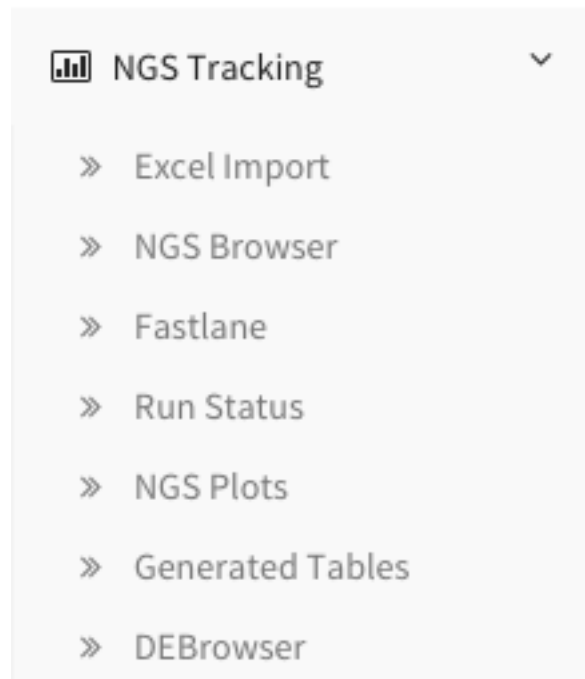 NGS Tracking
Excel Import
NGS Browser
Fastlane
Run Status
NGS Plots
Generated Tables
DEBrowser